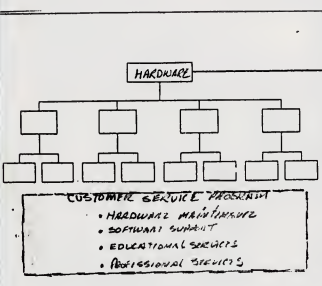 HARDWARE
CUSTOMER SERVICE PROGRAM
• HARDWARE MAINTENANCE
• SOFTWARE SUPPORT
• EDUCATIONAL SERVICES
• PROFESSIONAL SERVICES